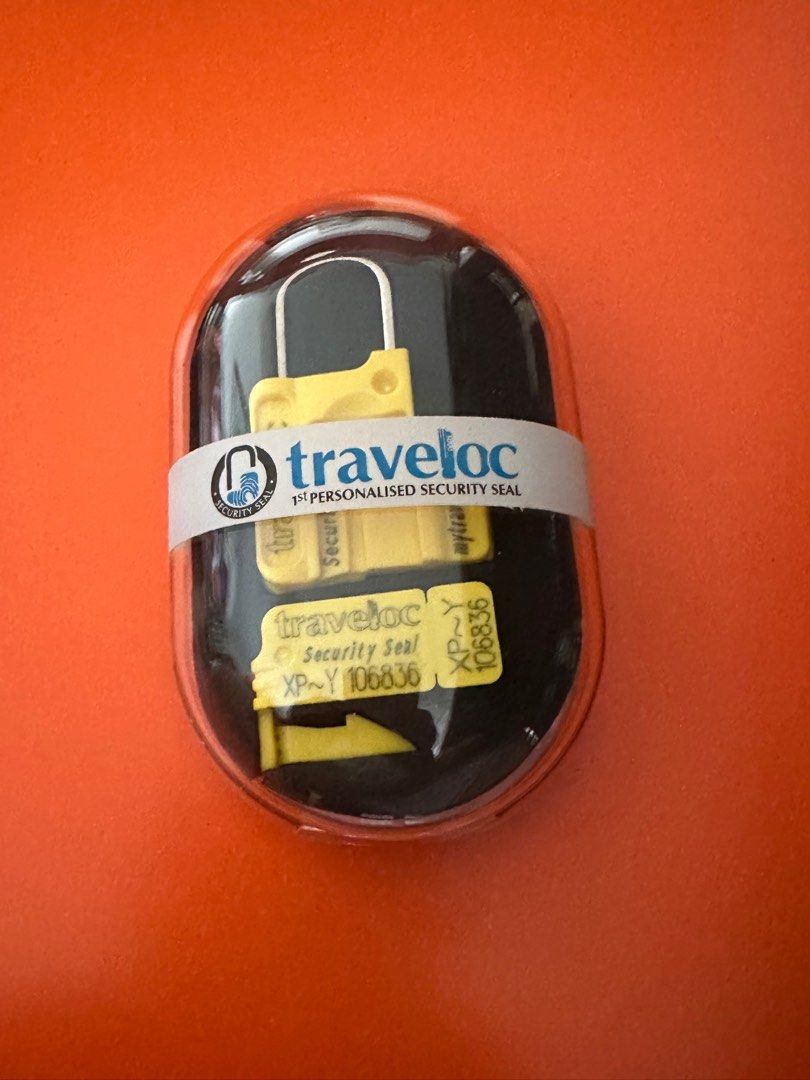 traveloc
1st PERSONALISED SECURITY SEAL
SECURITY SEAL
traveloc
Security Seal
XP~Y 106836
XP~Y
106836